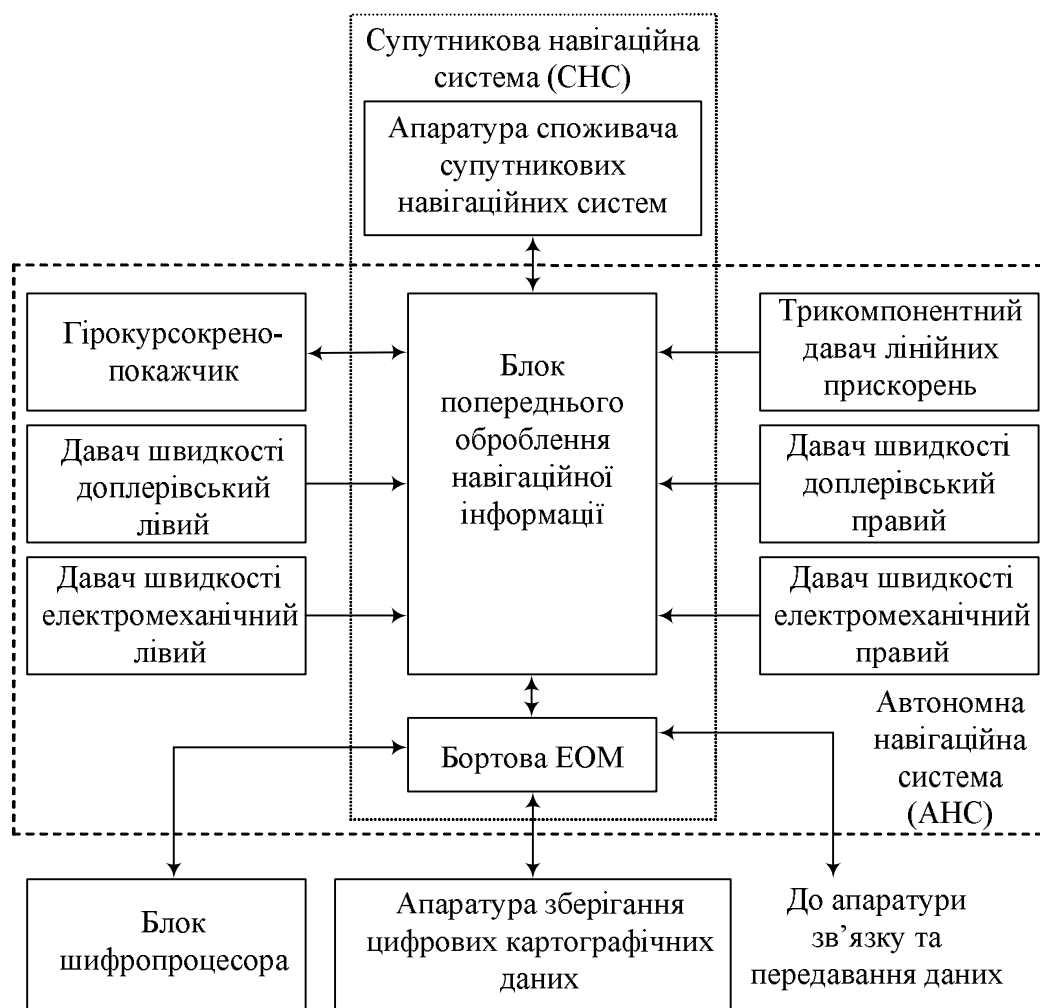 Супутникова навігаційна
система (СНС)
Апаратура споживача
супутникових
навігаційних систем
Гірокурсокрено-
покажчик
Давач швидкості
доплерівський
лівий
Давач швидкості
електромеханічний
лівий
Блок
попереднього
оброблення
навігаційної
інформації
Трикомпонентний
давач лінійних
прискорень
Давач швидкості
доплерівський
правий
Давач швидкості
електромеханічний
правий
Бортова ЕОМ
Автономна
навігаційна
система
(АНС)
Блок
шифропроцесора
Апаратура зберігання
цифрових картографічних
даних
До апаратури
зв’язку та
передавання даних